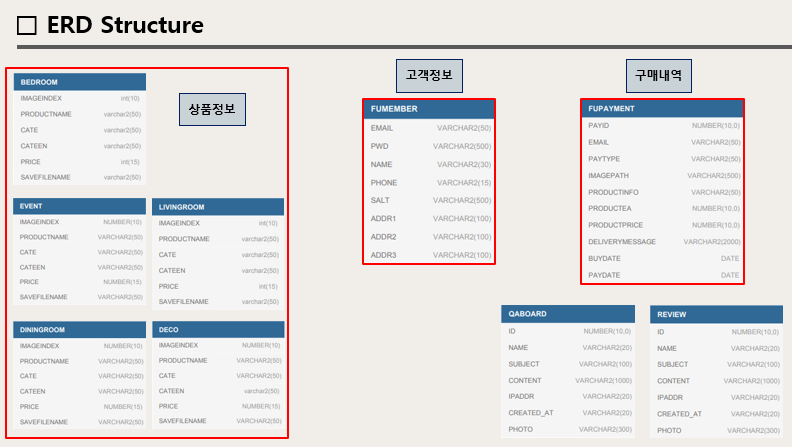 ERD Structure
상품정보
BEDROOM
IMAGEINDEX int(10)
PRODUCTNAME varchar2(50)
CATE varchar2(50)
CATEEN varchar2(50)
PRICE int(15)
SAVEFILENAME varchar2(50)
EVENT
IMAGEINDEX NUMBER(10)
PRODUCTNAME VARCHAR2(50)
CATE VARCHAR2(50)
CATEEN VARCHAR2(50)
PRICE NUMBER(15)
SAVEFILENAME VARCHAR2(50)
LIVINGROOM
IMAGEINDEX int(10)
PRODUCTNAME varchar2(50)
CATE varchar2(50)
CATEEN varchar2(50)
PRICE int(15)
SAVEFILENAME varchar2(50)
DININGROOM
IMAGEINDEX NUMBER(10)
PRODUCTNAME VARCHAR2(50)
CATE VARCHAR2(50)
CATEEN VARCHAR2(50)
PRICE NUMBER(15)
SAVEFILENAME VARCHAR2(50)
DECO
IMAGEINDEX NUMBER(10)
PRODUCTNAME VARCHAR2(50)
CATE VARCHAR2(50)
CATEEN varchar2(50)
PRICE NUMBER(15)
SAVEFILENAME VARCHAR2(50)
고객정보
FUMEMBER
EMAIL VARCHAR2(50)
PWD VARCHAR2(500)
NAME VARCHAR2(30)
PHONE VARCHAR2(15)
SALT VARCHAR2(500)
ADDR1 VARCHAR2(100)
ADDR2 VARCHAR2(100)
ADDR3 VARCHAR2(100)
구매내역
FUPAYMENT
PAYID NUMBER(10,0)
EMAIL VARCHAR2(50)
PAYTYPE VARCHAR2(50)
IMAGEPATH VARCHAR2(500)
PRODUCTINFO VARCHAR2(50)
PRODUCTEA NUMBER(10,0)
PRODUCTPRICE NUMBER(10,0)
DELIVERYMESSAGE VARCHAR2(2000)
BUYDATE DATE
PAYDATE DATE
QABOARD
ID NUMBER(10,0)
NAME VARCHAR2(20)
SUBJECT VARCHAR2(100)
CONTENT VARCHAR2(1000)
IPADDR VARCHAR2(20)
CREATED_AT VARCHAR2(20)
PHOTO VARCHAR2(300)
REVIEW
ID NUMBER(10,0)
NAME VARCHAR2(20)
SUBJECT VARCHAR2(100)
CONTENT VARCHAR2(1000)
IPADDR VARCHAR2(20)
CREATED_AT VARCHAR2(20)
PHOTO VARCHAR2(300)